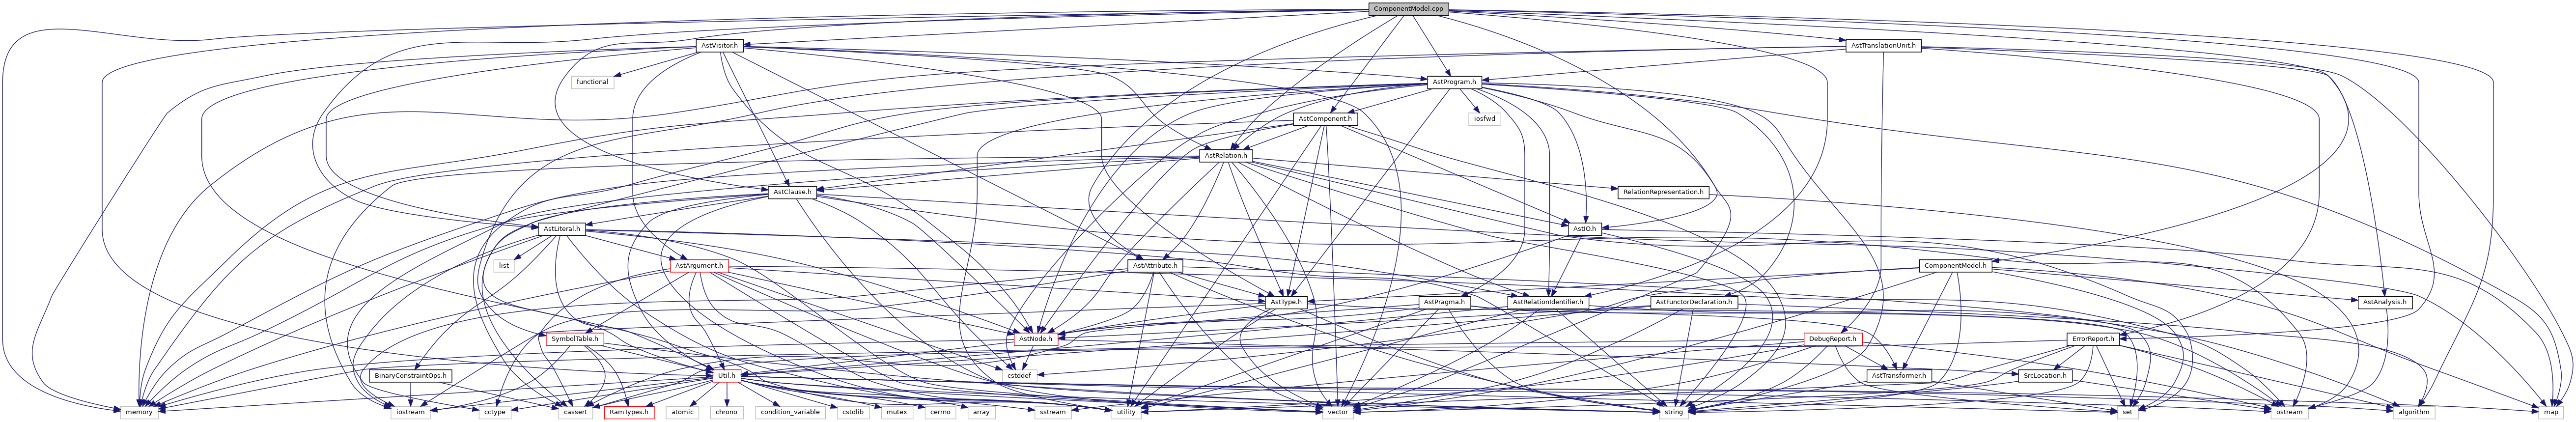 ComponentModel.cpp
AstVisitor.h
AstTranslationUnit.h
functional
AstProgram.h
AstComponent.h
iosfwd
AstRelation.h
AstClause.h
RelationRepresentation.h
AstLiteral.h
AstIO.h
list
AstArgument.h
AstAttribute.h
ComponentModel.h
AstType.h
AstPragma.h
AstRelationIdentifier.h
AstFunctorDeclaration.h
AstAnalysis.h
SymbolTable.h
AstNode.h
DebugReport.h
ErrorReport.h
BinaryConstraintOps.h
Util.h
cstddef
AstTransformer.h
SrcLocation.h
memory
iostream
cctype
cassert
RamTypes.h
atomic
chrono
condition_variable
cstdlib
mutex
cerrno
array
sstream
utility
vector
string
set
ostream
algorithm
map